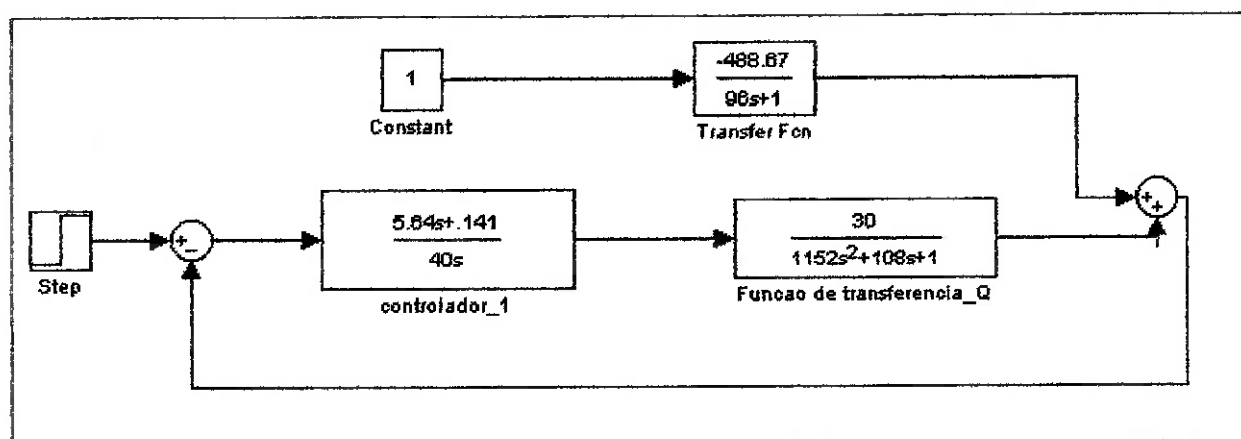 1
Constant
-488.67
96s+1
Transfer Fcn
Step
+
−
5.64s+.141
40s
controlador_1
30
1152s²+108s+1
Funcao de transferencia_Q
+
+